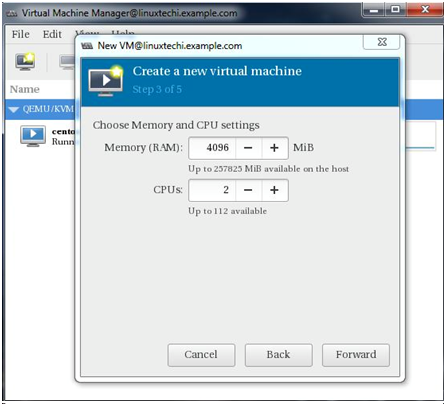 Virtual Machine Manager@linuxtechi.example.com
File Edit View Help
New VM@linuxtechi.example.com
Create a new virtual machine
Step 3 of 5
Name
QEMU/KVM
Choose Memory and CPU settings
Memory (RAM): 4096 MiB
Up to 257825 MiB available on the host
CPUs: 2
Up to 112 available
Cancel Back Forward